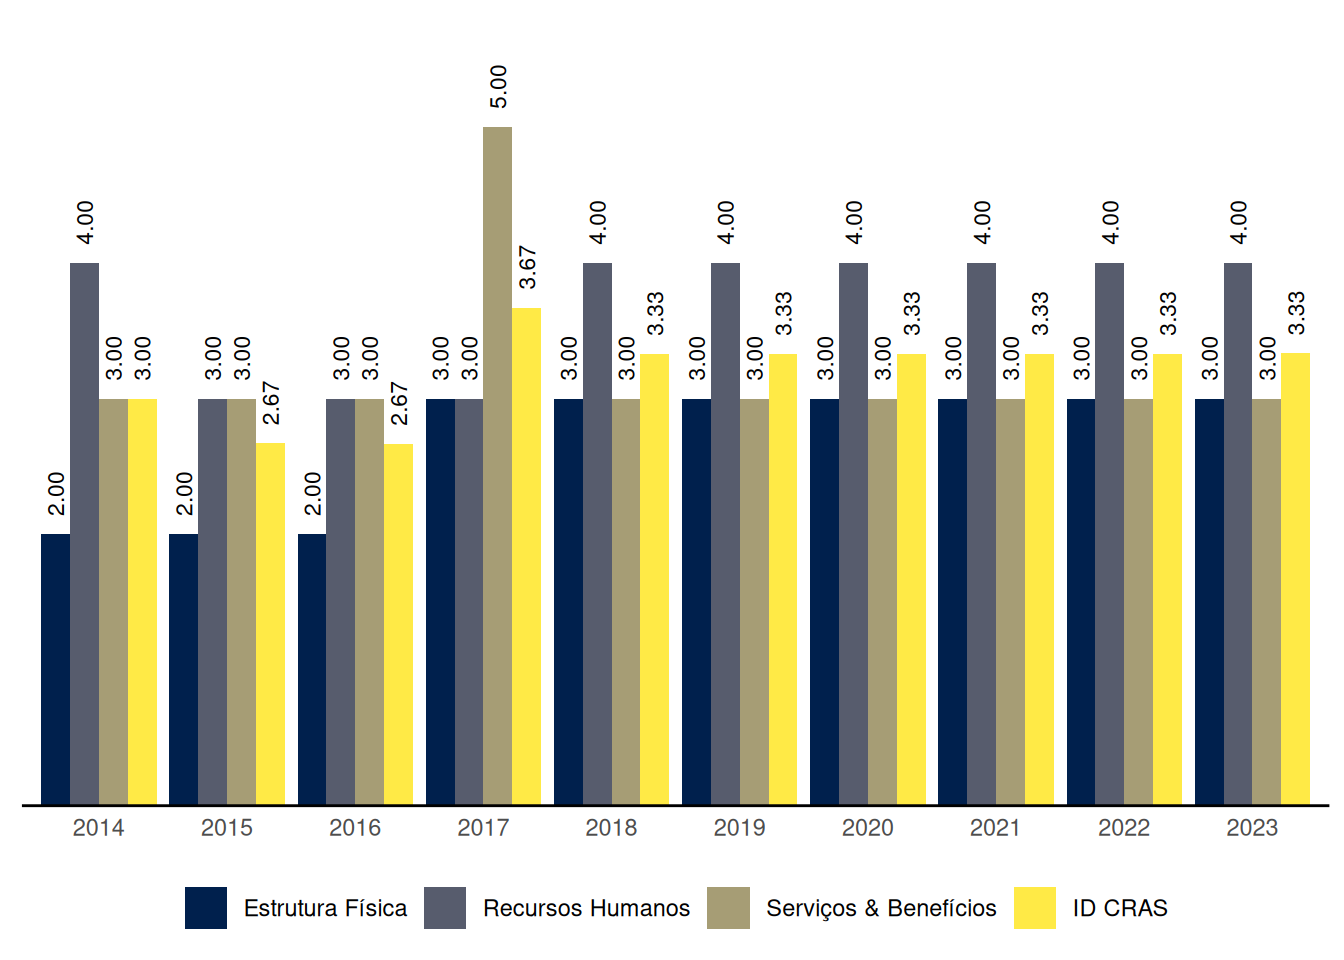 5.00
4.00 4.00 4.00 4.00 4.00 4.00 4.00
3.67
3.33 3.33 3.33 3.33 3.33 3.33
3.00 3.00 3.00 3.00 3.00 3.00 3.00 3.00 3.00 3.00 3.00 3.00 3.00 3.00 3.00 3.00 3.00 3.00 3.00 3.00
2.67 2.67
2.00 2.00 2.00
2014 2015 2016 2017 2018 2019 2020 2021 2022 2023
Estrutura Física Recursos Humanos Serviços & Benefícios ID CRAS